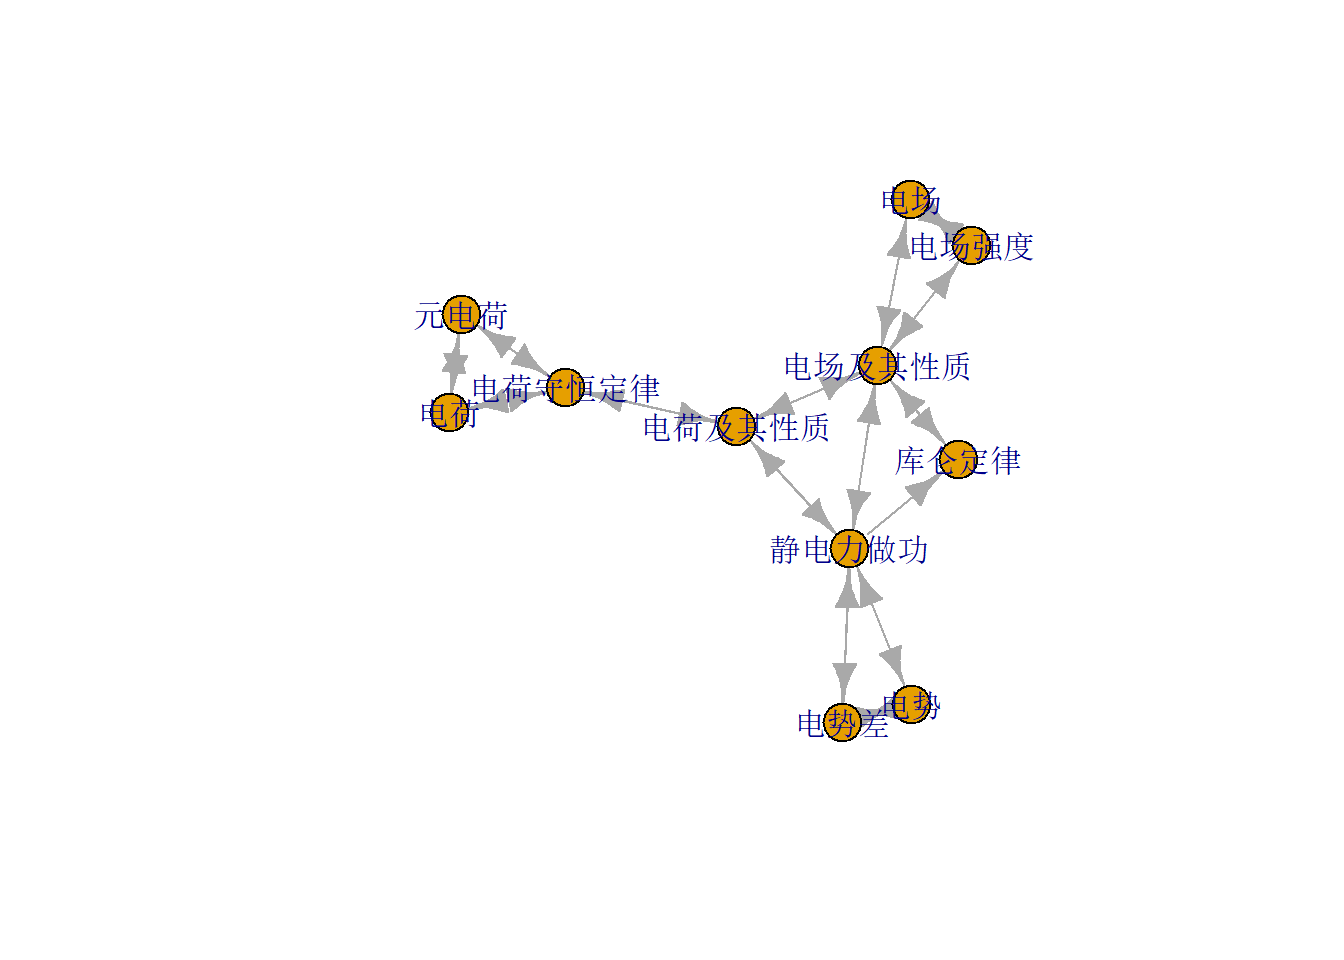 电场
电场强度
元电荷
电场及其性质
电荷守恒定律
电荷
电荷及其性质
库仑定律
静电力做功
电势
电势差